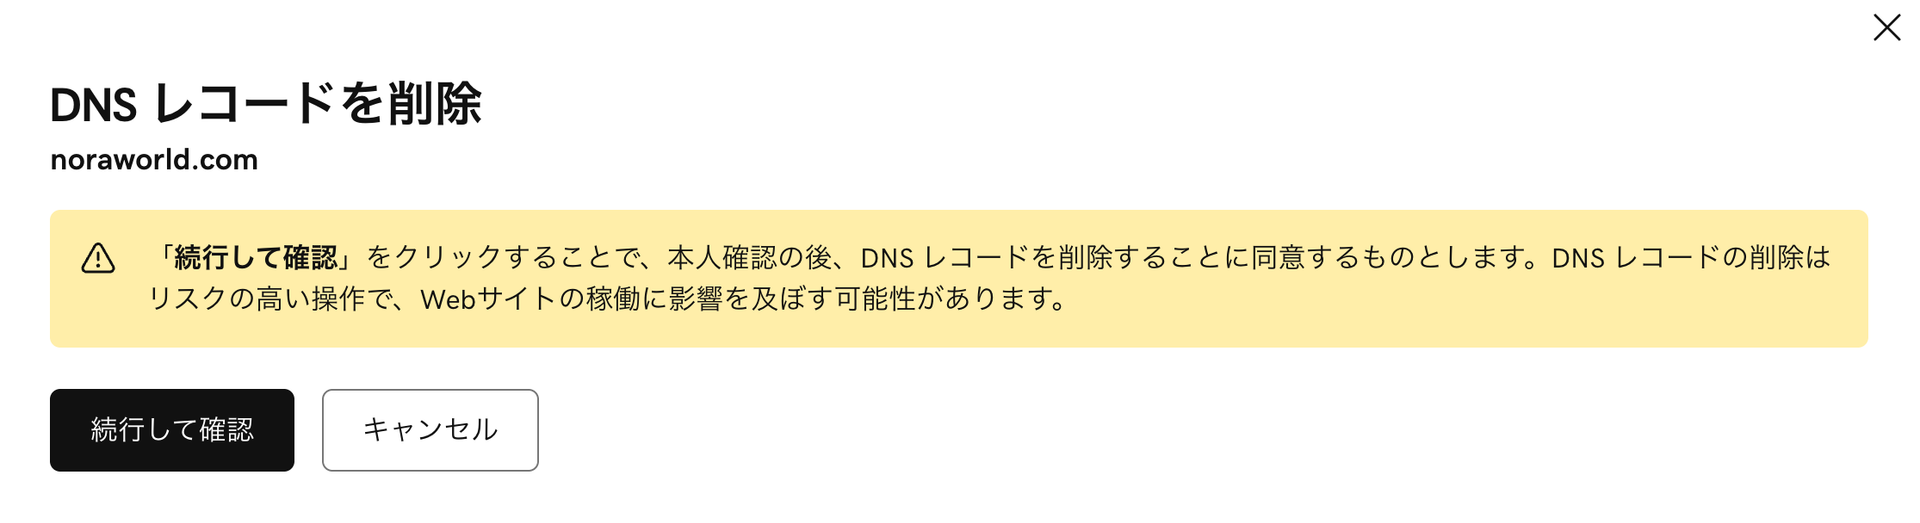 DNS レコードを削除
noraworld.com
「続行して確認」をクリックすることで、本人確認の後、DNS レコードを削除することに同意するものとします。DNS レコードの削除は
リスクの高い操作で、Webサイトの稼働に影響を及ぼす可能性があります。
続行して確認
キャンセル